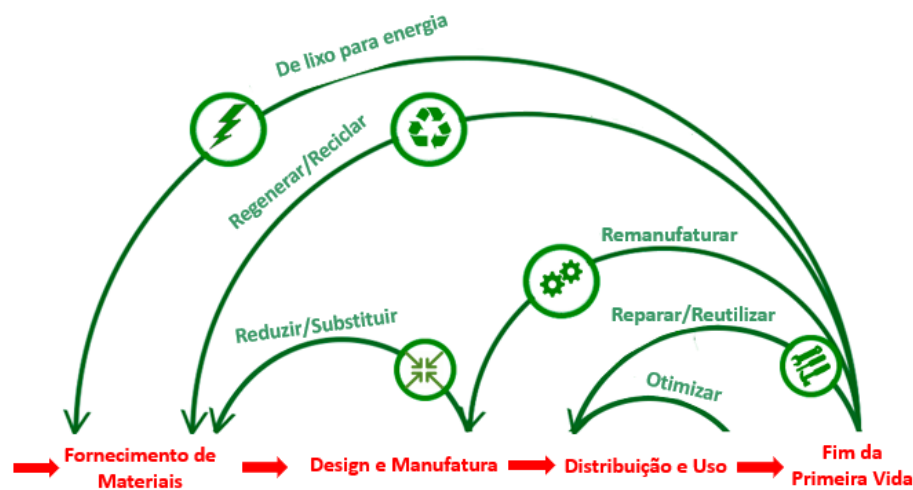 De lixo para energia
Regenerar/Reciclar
Remanufaturar
Reduzir/Substituir
Reparar/Reutilizar
Otimizar
Fornecimento de
Materiais
Design e Manufatura
Distribuição e Uso
Fim da
Primeira Vida